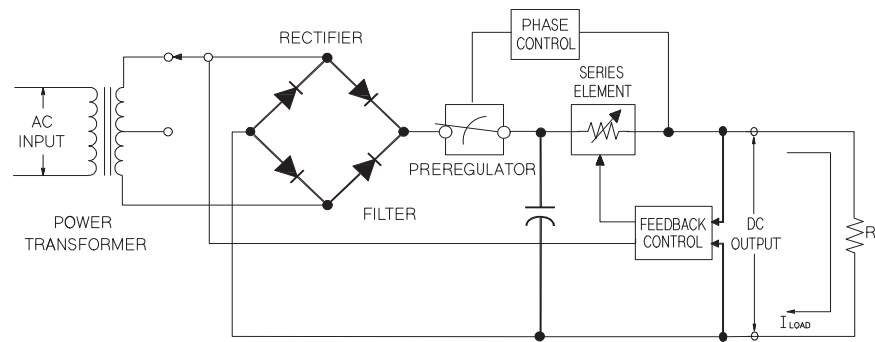 PHASE
CONTROL
RECTIFIER
SERIES
ELEMENT
AC
INPUT
PREREGULATOR
POWER
TRANSFORMER
FILTER
FEEDBACK
CONTROL
DC
OUTPUT
R
I LOAD